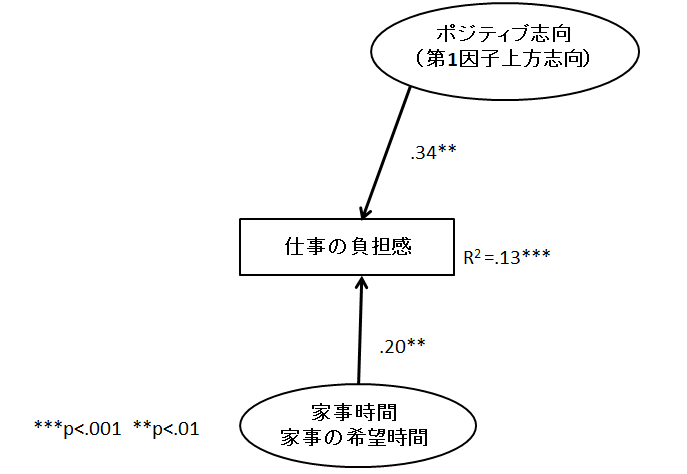 ポジティブ志向
（第1因子上方志向）
.34**
仕事の負担感
R²=.13***
.20**
家事時間
家事の希望時間
***p<.001 **p<.01